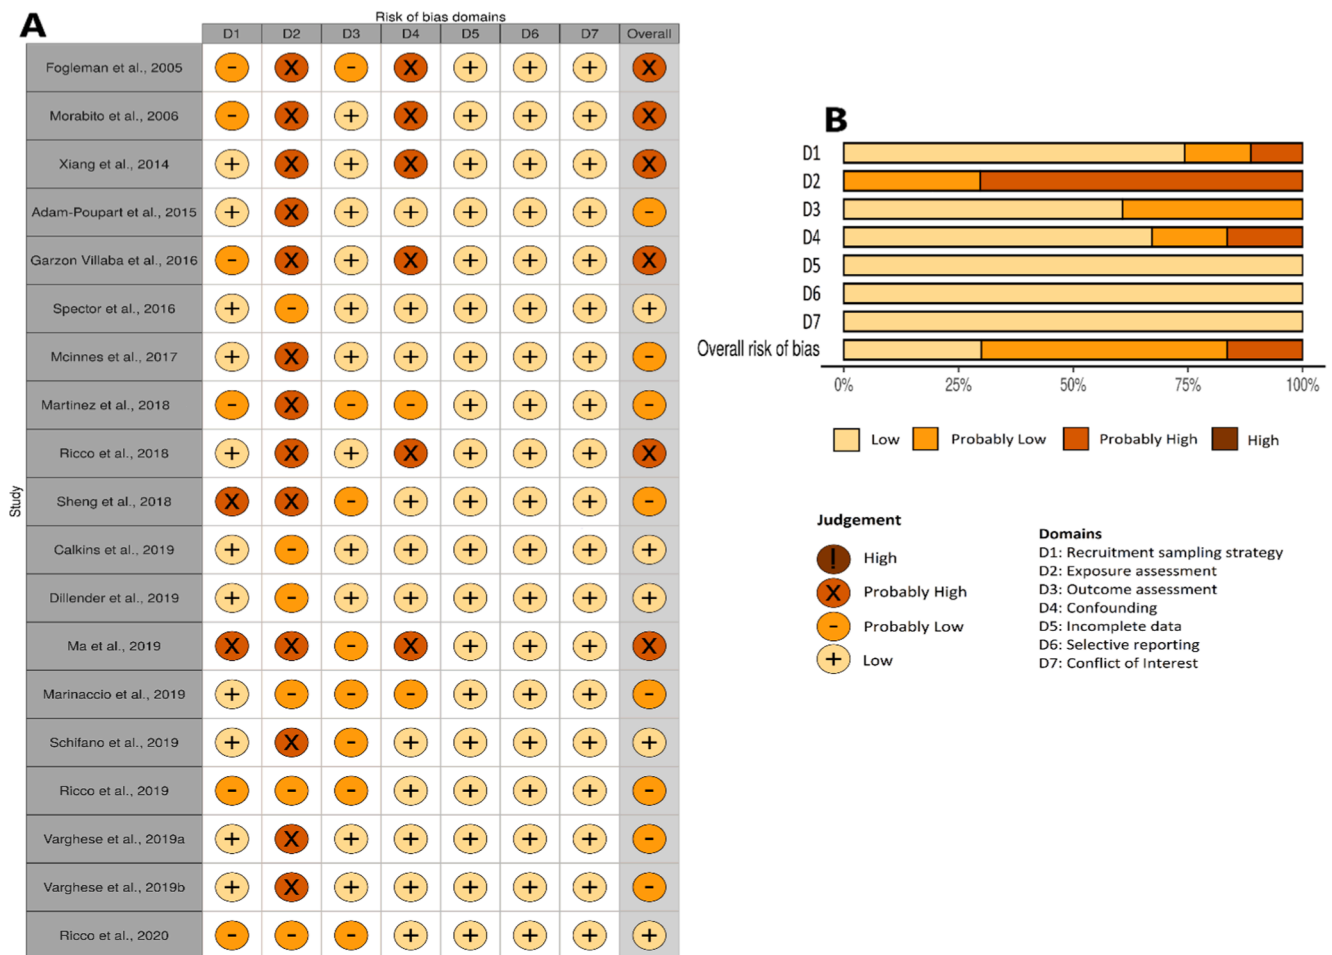 A
Risk of bias domains
D1 D2 D3 D4 D5 D6 D7 Overall
Study
Fogleman et al., 2005 - X - X + + + X
Morabito et al., 2006 - X + X + + + X
Xiang et al., 2014 + X + X + + + X
Adam-Poupart et al., 2015 + X + + + + + -
Garzon Villaba et al., 2016 - X + X + + + X
Spector et al., 2016 + - + + + + + +
Mcinnes et al., 2017 + X + + + + + -
Martinez et al., 2018 - X - - + + + -
Ricco et al., 2018 + X + X + + + X
Sheng et al., 2018 X X - + + + + -
Calkins et al., 2019 + - + + + + + +
Dillender et al., 2019 + - + + + + + +
Ma et al., 2019 X X - X + + + X
Marinaccio et al., 2019 + - - - + + + -
Schifano et al., 2019 + X - + + + + +
Ricco et al., 2019 - - - + + + + -
Varghese et al., 2019a + X + + + + + -
Varghese et al., 2019b + X + + + + + -
Ricco et al., 2020 - - - + + + + +
B
D1
D2
D3
D4
D5
D6
D7
Overall risk of bias
0% 25% 50% 75% 100%
Low Probably Low Probably High High
Judgement
! High
X Probably High
- Probably Low
+ Low
Domains
D1: Recruitment sampling strategy
D2: Exposure assessment
D3: Outcome assessment
D4: Confounding
D5: Incomplete data
D6: Selective reporting
D7: Conflict of Interest